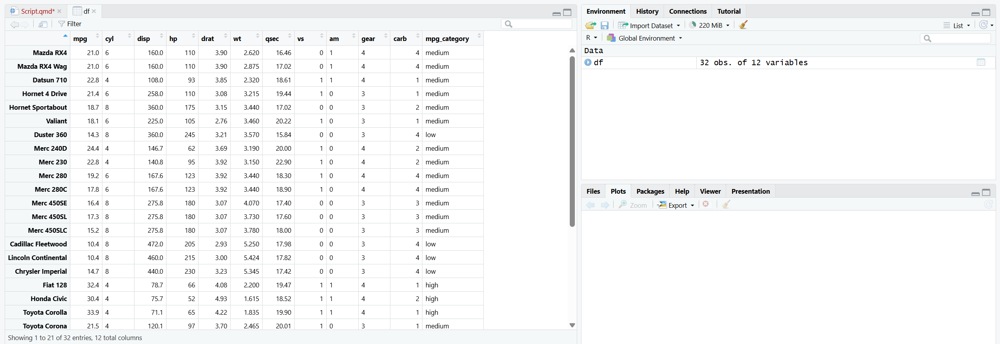 Script.qmd* df
Filter
mpg cyl disp hp drat wt qsec vs am gear carb mpg_category
Mazda RX4 21.0 6 160.0 110 3.90 2.620 16.46 0 1 4 4 medium
Mazda RX4 Wag 21.0 6 160.0 110 3.90 2.875 17.02 0 1 4 4 medium
Datsun 710 22.8 4 108.0 93 3.85 2.320 18.61 1 1 4 1 medium
Hornet 4 Drive 21.4 6 258.0 110 3.08 3.215 19.44 1 0 3 1 medium
Hornet Sportabout 18.7 8 360.0 175 3.15 3.440 17.02 0 0 3 2 medium
Valiant 18.1 6 225.0 105 2.76 3.460 20.22 1 0 3 1 medium
Duster 360 14.3 8 360.0 245 3.21 3.570 15.84 0 0 3 4 low
Merc 240D 24.4 4 146.7 62 3.69 3.190 20.00 1 0 4 2 medium
Merc 230 22.8 4 140.8 95 3.92 3.150 22.90 1 0 4 2 medium
Merc 280 19.2 6 167.6 123 3.92 3.440 18.30 1 0 4 4 medium
Merc 280C 17.8 6 167.6 123 3.92 3.440 18.90 1 0 4 4 medium
Merc 450SE 16.4 8 275.8 180 3.07 4.070 17.40 0 0 3 3 medium
Merc 450SL 17.3 8 275.8 180 3.07 3.730 17.60 0 0 3 3 medium
Merc 450SLC 15.2 8 275.8 180 3.07 3.780 18.00 0 0 3 3 medium
Cadillac Fleetwood 10.4 8 472.0 205 2.93 5.250 17.98 0 0 3 4 low
Lincoln Continental 10.4 8 460.0 215 3.00 5.424 17.82 0 0 3 4 low
Chrysler Imperial 14.7 8 440.0 230 3.23 5.345 17.42 0 0 3 4 low
Fiat 128 32.4 4 78.7 66 4.08 2.200 19.47 1 1 4 1 high
Honda Civic 30.4 4 75.7 52 4.93 1.615 18.52 1 1 4 2 high
Toyota Corolla 33.9 4 71.1 65 4.22 1.835 19.90 1 1 4 1 high
Toyota Corona 21.5 4 120.1 97 3.70 2.465 20.01 1 0 3 1 medium
Showing 1 to 21 of 32 entries, 12 total columns
Environment History Connections Tutorial
Import Dataset 220 MiB List
R Global Environment
Data
df 32 obs. of 12 variables
Files Plots Packages Help Viewer Presentation
Zoom Export